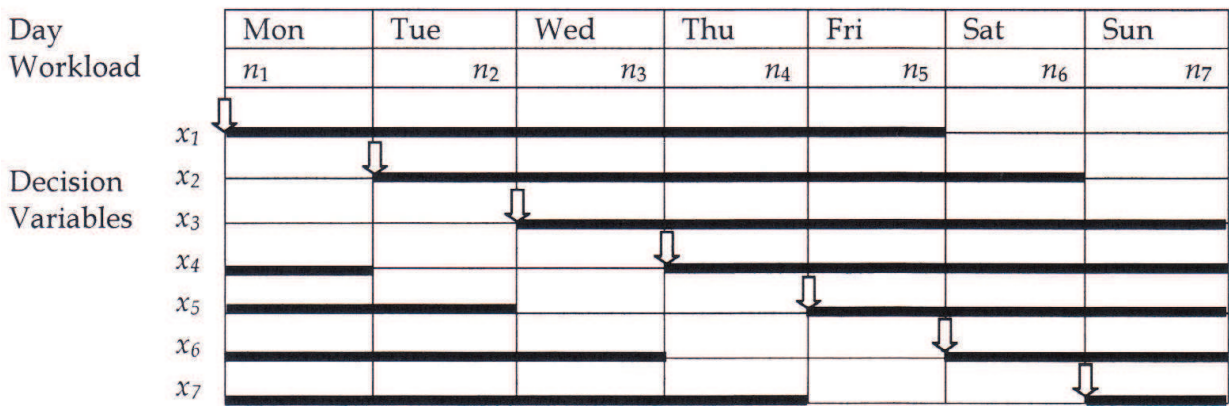 Day Mon Tue Wed Thu Fri Sat Sun
Workload n₁ n₂ n₃ n₄ n₅ n₆ n₇
x₁
Decision x₂
Variables x₃
x₄
x₅
x₆
x₇